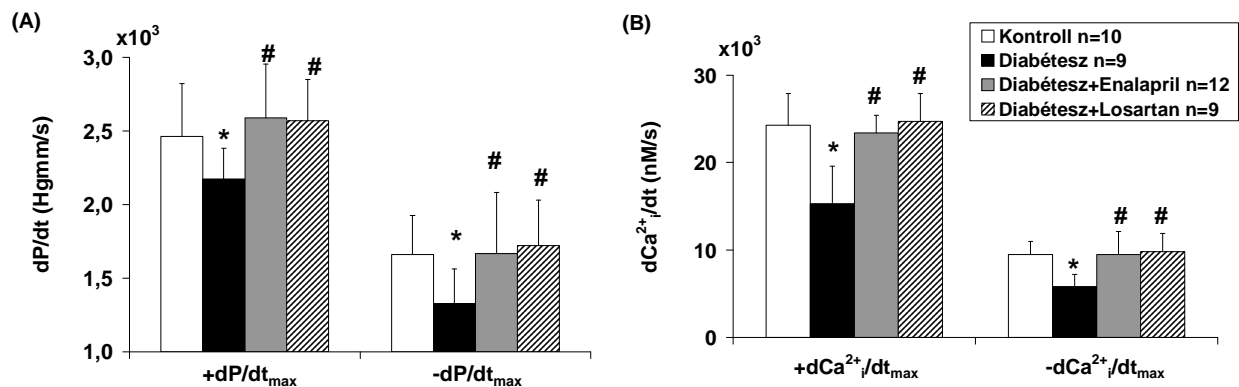 (A)
x10³
dP/dt (Hgmm/s)
3,0
2,5
2,0
1,5
1,0
*
#
#
*
#
#
+dP/dtmax
-dP/dtmax
(B)
x10³
dCa²⁺i/dt (nM/s)
30
20
10
0
*
#
#
*
#
#
+dCa²⁺i/dtmax
-dCa²⁺i/dtmax
Kontroll n=10
Diabétesz n=9
Diabétesz+Enalapril n=12
Diabétesz+Losartan n=9